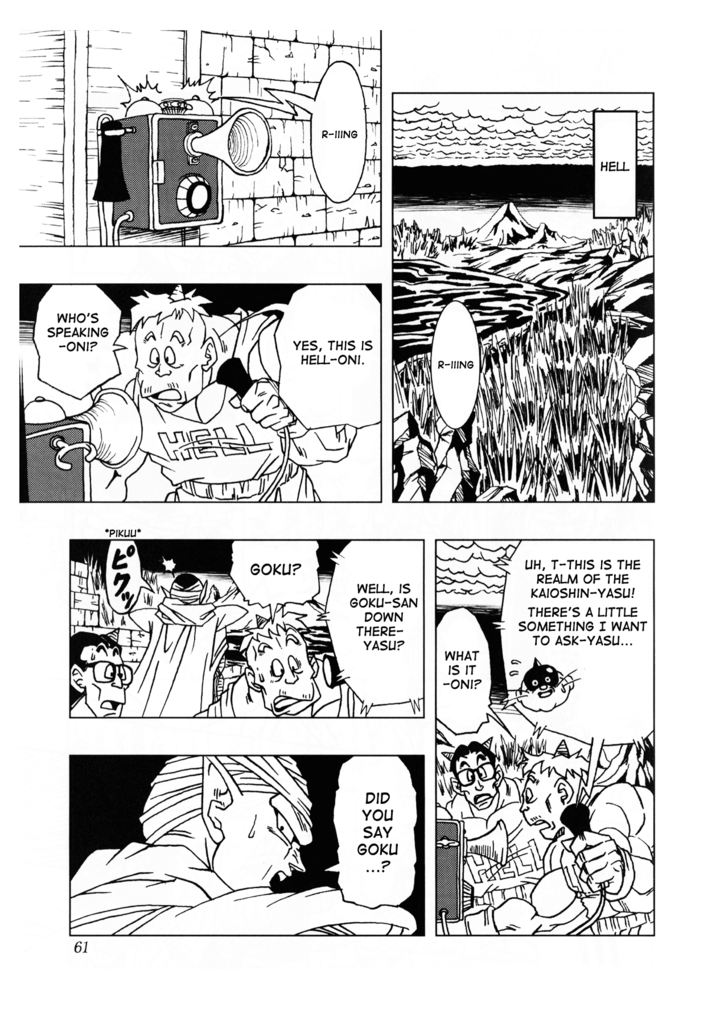 HELL
R-IIING
R-IIING
YES, THIS IS
HELL-ONI.
WHO'S
SPEAKING
-ONI?
HELL
UH, T-THIS IS THE
REALM OF THE
KAIOSHIN-YASU!
THERE'S A LITTLE
SOMETHING I WANT
TO ASK-YASU...
WHAT
IS IT
-ONI?
HELL
WELL, IS
GOKU-SAN
DOWN
THERE-
YASU?
GOKU?
*PIKUU*
ピクッ
DID
YOU
SAY
GOKU
...?
61